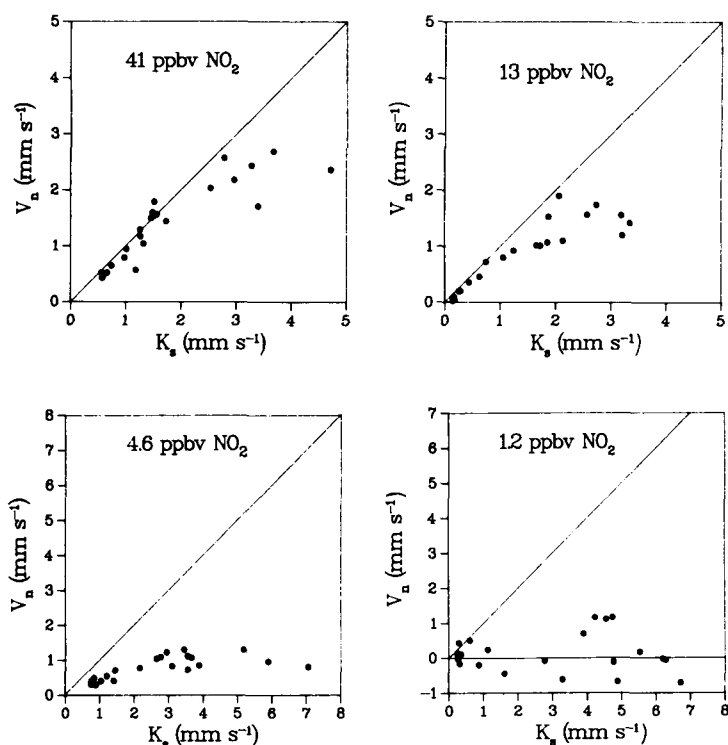 41 ppbv NO₂
5
4
3
2
1
0
Vₙ (mm s⁻¹)
0 1 2 3 4 5
Kₛ (mm s⁻¹)
13 ppbv NO₂
5
4
3
2
1
0
Vₙ (mm s⁻¹)
0 1 2 3 4 5
Kₛ (mm s⁻¹)
4.6 ppbv NO₂
8
7
6
5
4
3
2
1
0
Vₙ (mm s⁻¹)
0 1 2 3 4 5 6 7 8
Kₛ (mm s⁻¹)
1.2 ppbv NO₂
7
6
5
4
3
2
1
0
-1
Vₙ (mm s⁻¹)
0 1 2 3 4 5 6 7
Kₛ (mm s⁻¹)